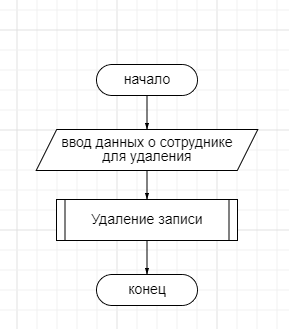 начало
ввод данных о сотруднике
для удаления
Удаление записи
конец